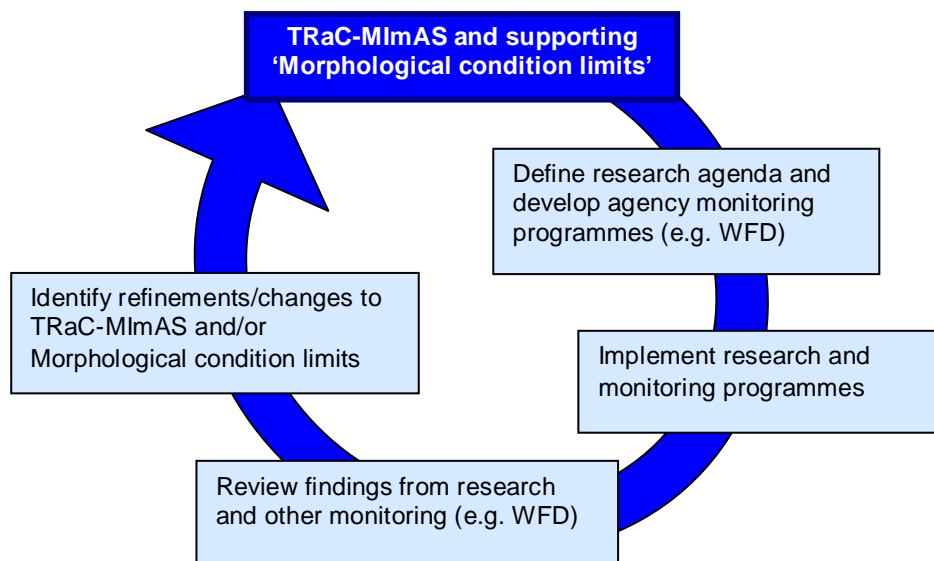 TRaC-MImAS and supporting
‘Morphological condition limits’
Define research agenda and
develop agency monitoring
programmes (e.g. WFD)
Implement research and
monitoring programmes
Review findings from research
and other monitoring (e.g. WFD)
Identify refinements/changes to
TRaC-MImAS and/or
Morphological condition limits